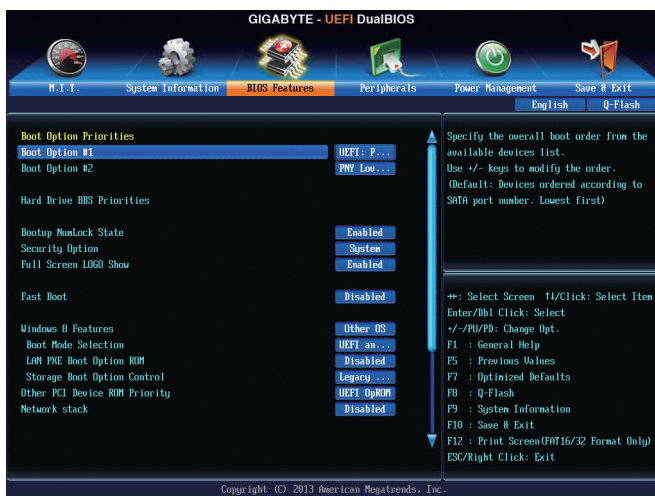 GIGABYTE - UEFI DualBIOS
M.I.T. System Information BIOS Features Peripherals Power Management Save & Exit
English Q-Flash
Boot Option Priorities
Boot Option #1 UEFI: P...
Boot Option #2 PNY Lov...
Hard Drive BBS Priorities
Bootup NumLock State Enabled
Security Option System
Full Screen LOGO Show Enabled
Fast Boot Disabled
Windows 8 Features Other OS
Boot Mode Selection UEFI an...
LAN PXE Boot Option ROM Disabled
Storage Boot Option Control Legacy ...
Other PCI Device ROM Priority UEFI OpROM
Network stack Disabled
Specify the overall boot order from the
available devices list.
Use +/- Keys to modify the order.
(Default: Devices ordered according to
SATA port number. Lowest first)
→←: Select Screen ↑↓/Click: Select Item
Enter/Dbl Click: Select
+/-/PU/PD: Change Opt.
F1 : General Help
F5 : Previous Values
F7 : Optimized Defaults
F8 : Q-Flash
F9 : System Information
F10 : Save & Exit
F12 : Print Screen(FAT16/32 Format Only)
ESC/Right Click: Exit
Copyright (C) 2013 American Megatrends, Inc.